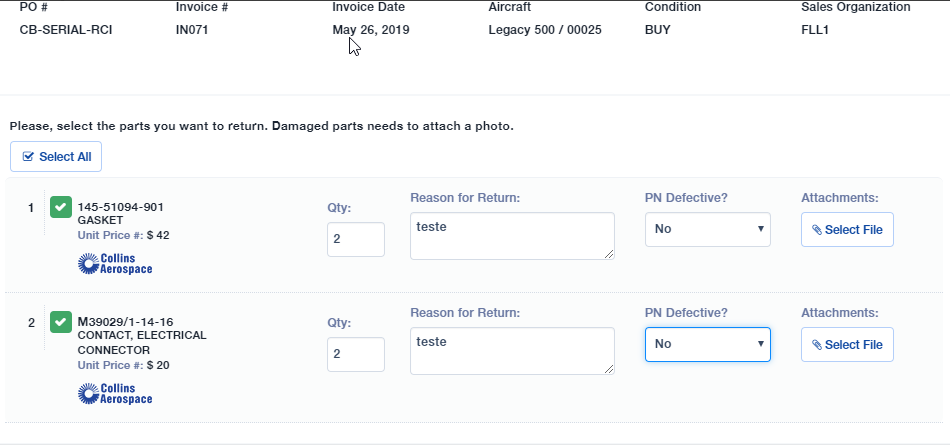 PO # Invoice # Invoice Date Aircraft Condition Sales Organization
CB-SERIAL-RCI IN071 May 26, 2019 Legacy 500 / 00025 BUY FLL1
Please, select the parts you want to return. Damaged parts needs to attach a photo.
Select All
1 145-51094-901
GASKET
Unit Price #: $ 42
Collins
Aerospace
Qty:
2
Reason for Return:
teste
PN Defective?
No
Attachments:
Select File
2 M39029/1-14-16
CONTACT, ELECTRICAL
CONNECTOR
Unit Price #: $ 20
Collins
Aerospace
Qty:
2
Reason for Return:
teste
PN Defective?
No
Attachments:
Select File